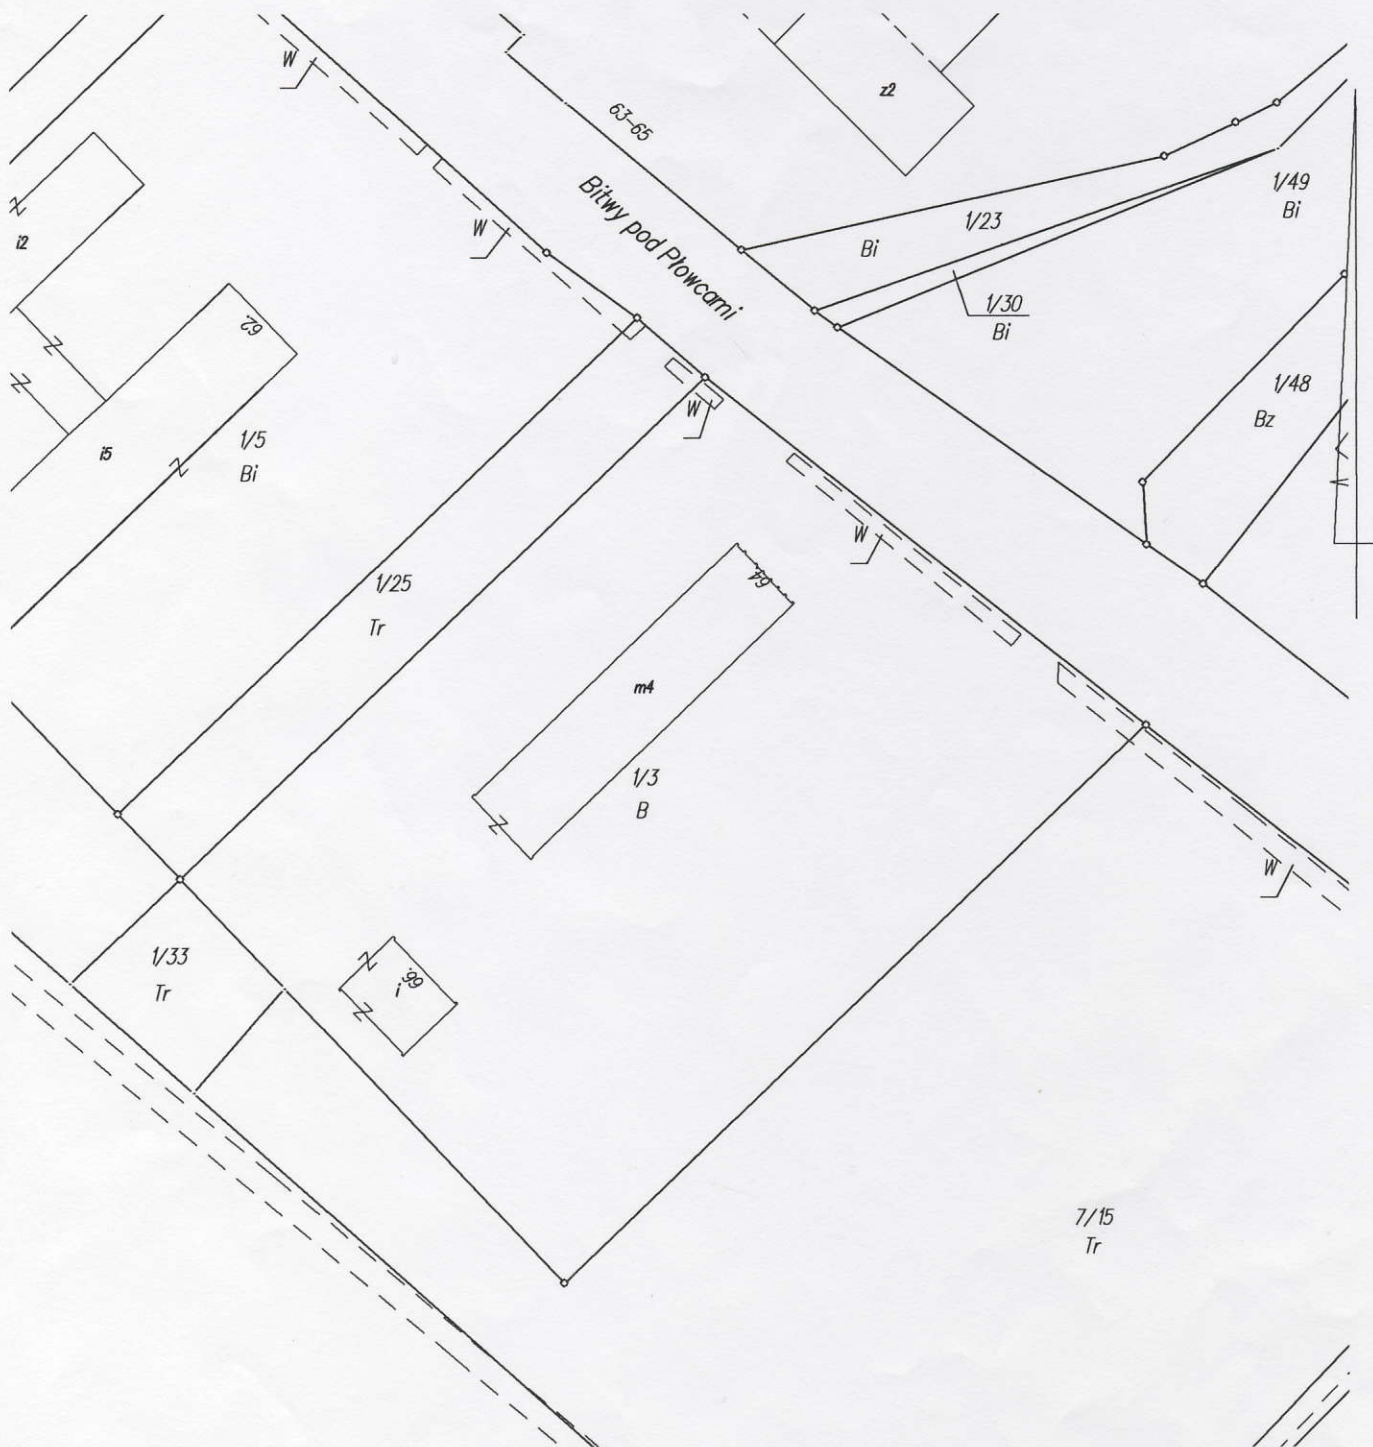 W
z2
63-65
Bitwy pod Płowcami
1/49
Bi
i2
W
1/23
Bi
1/30
Bi
62
1/48
Bz
W
i5
1/5
Bi
W
1/25
Tr
64
m4
1/3
B
W
1/33
Tr
66
i
7/15
Tr